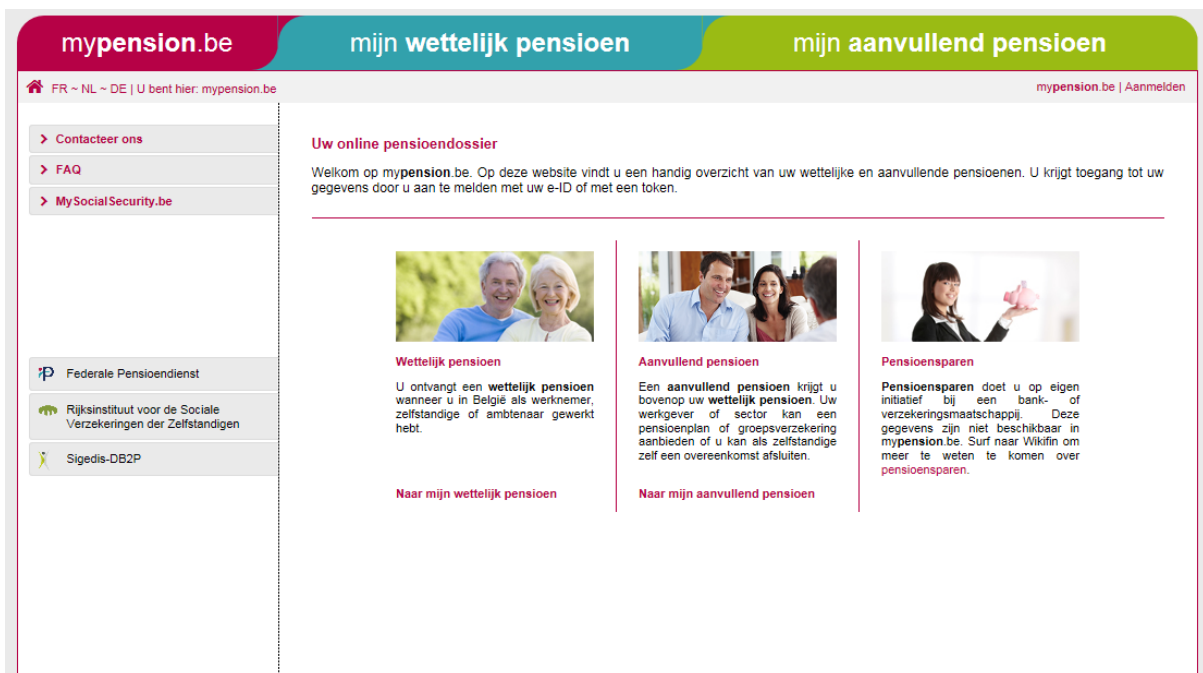 mypension.be
mijn wettelijk pensioen
mijn aanvullend pensioen
FR ~ NL ~ DE | U bent hier: mypension.be
mypension.be | Aanmelden
Contacteer ons
FAQ
MySocialSecurity.be
Federale Pensioendienst
Rijksinstituut voor de Sociale
Verzekeringen der Zelfstandigen
Sigedis-DB2P
Uw online pensioendossier
Welkom op mypension.be. Op deze website vindt u een handig overzicht van uw wettelijke en aanvullende pensioenen. U krijgt toegang tot uw
gegevens door u aan te melden met uw e-ID of met een token.
Wettelijk pensioen
U ontvangt een wettelijk pensioen
wanneer u in België als werknemer,
zelfstandige of ambtenaar gewerkt
hebt.
Naar mijn wettelijk pensioen
Aanvullend pensioen
Een aanvullend pensioen krijgt u
bovenop uw wettelijk pensioen. Uw
werkgever of sector kan een
pensioenplan of groepsverzekering
aanbieden of u kan als zelfstandige
zelf een overeenkomst afsluiten.
Naar mijn aanvullend pensioen
Pensioensparen
Pensioensparen doet u op eigen
initiatief bij een bank- of
verzekeringsmaatschappij. Deze
gegevens zijn niet beschikbaar in
mypension.be. Surf naar Wikifin om
meer te weten te komen over
pensioensparen.